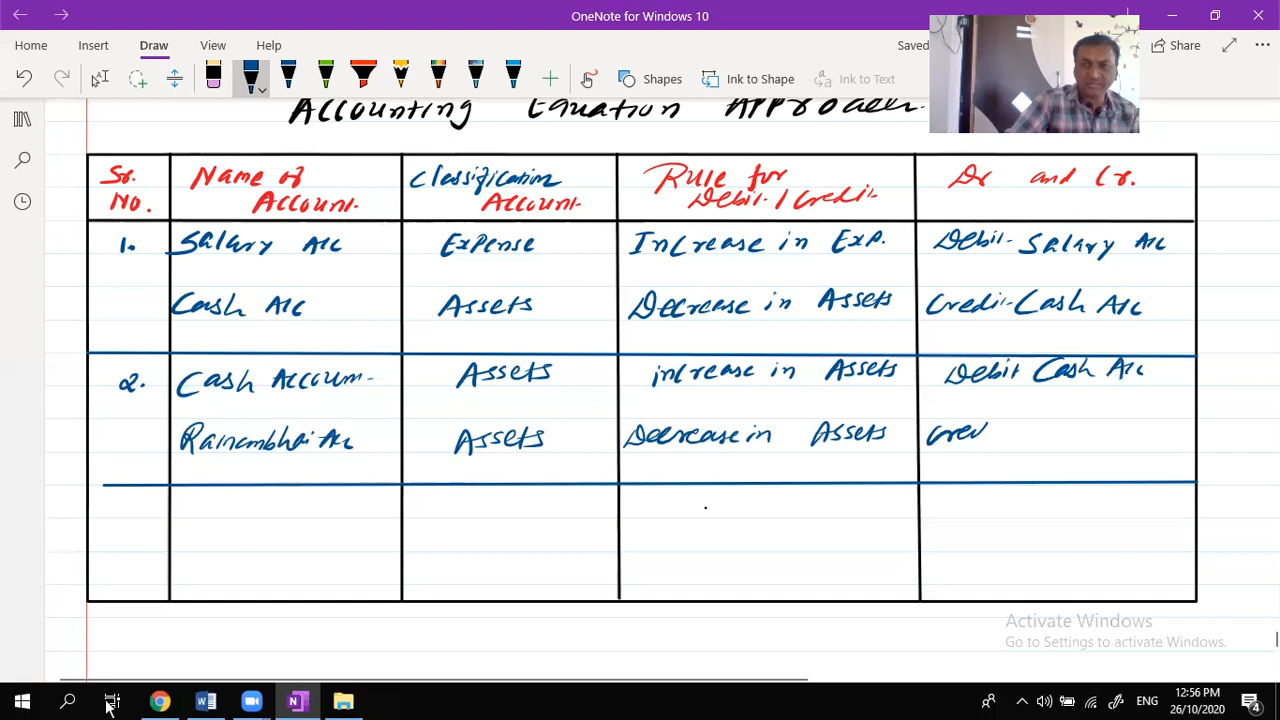 OneNote for Windows 10
Home Insert Draw View Help Saved Share
Shapes Ink to Shape Ink to Text
Accounting Equation Approach.
Sr. No. Name of Account. Classification Account. Rule for Debit / Credit Dr and Cr.
1. Salary A/c Expense Increase in Exp. Debit Salary A/c
Cash A/c Assets Decrease in Assets Credit Cash A/c
2. Cash Account Assets increase in Assets Debit Cash A/c
A/c Assets Decrease in Assets cred
Activate Windows
Go to Settings to activate Windows.
ENG 12:56 PM
26/10/2020
4